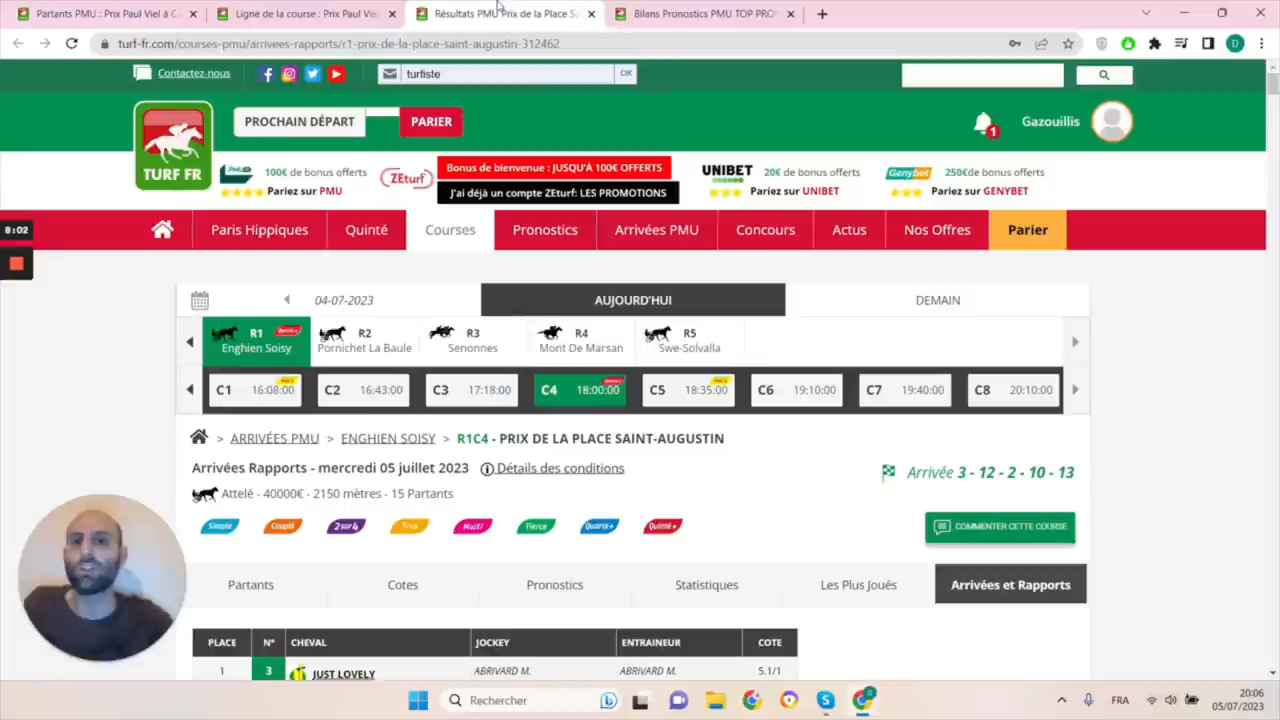 Partants PMU : Prix Paul Viel à C
Ligne de la course : Prix Paul Viel
Résultats PMU Prix de la Place Sa
Bilans Pronostics PMU TOP PRO
turf-fr.com/courses-pmu/arrivees-rapports/r1-prix-de-la-place-saint-augustin-312462
D
Contactez-nous
turfiste
OK
TURF FR
PROCHAIN DÉPART
PARIER
1
Gazouillis
100€ de bonus offerts
Pariez sur PMU
ZEturf
Bonus de bienvenue : JUSQU'À 100€ OFFERTS
J'ai déjà un compte ZEturf: LES PROMOTIONS
UNIBET
20€ de bonus offerts
Pariez sur UNIBET
Genybet
250€de bonus offerts
Pariez sur GENYBET
8:02
Paris Hippiques Quinté Courses Pronostics Arrivées PMU Concours Actus Nos Offres Parier
04-07-2023 AUJOURD'HUI DEMAIN
R1 R2 R3 R4 R5
Enghien Soisy Pornichet La Baule Senonnes Mont De Marsan Swe-Solvalla
C1 16:08:00 C2 16:43:00 C3 17:18:00 C4 18:00:00 C5 18:35:00 C6 19:10:00 C7 19:40:00 C8 20:10:00
> ARRIVÉES PMU > ENGHIEN SOISY > R1C4 - PRIX DE LA PLACE SAINT-AUGUSTIN
Arrivées Rapports - mercredi 05 juillet 2023 Détails des conditions
Arrivée 3 - 12 - 2 - 10 - 13
Attelé - 40000€ - 2150 mètres - 15 Partants
Simple Couplé 2 sur 4 Trio Multi Tiercé Quarté+ Quinté+
COMMENTER CETTE COURSE
Partants Cotes Pronostics Statistiques Les Plus Joués Arrivées et Rapports
PLACE N° CHEVAL JOCKEY ENTRAINEUR COTE
1 3 JUST LOVELY ABRIVARD M. ABRIVARD M. 5.1/1
Rechercher
FRA
20:06
05/07/2023